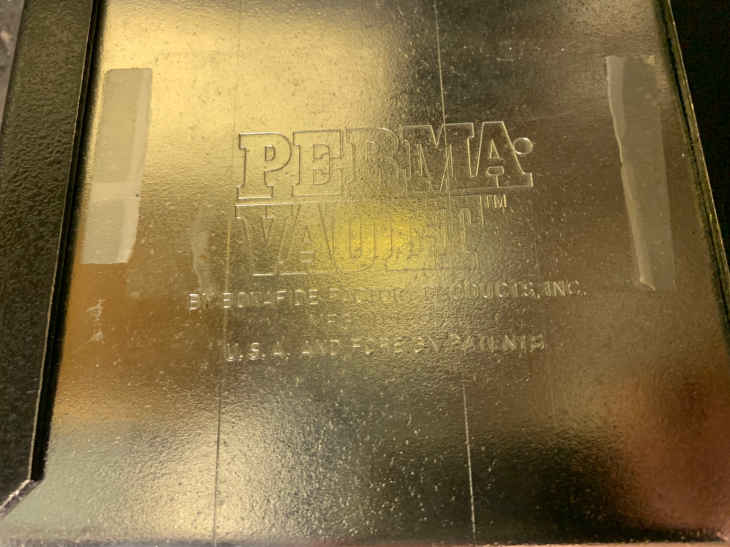 PERMA
VAULT™
BY BONAFIDE PRODUCTS, INC.
U.S.A. AND FOREIGN PATENTS